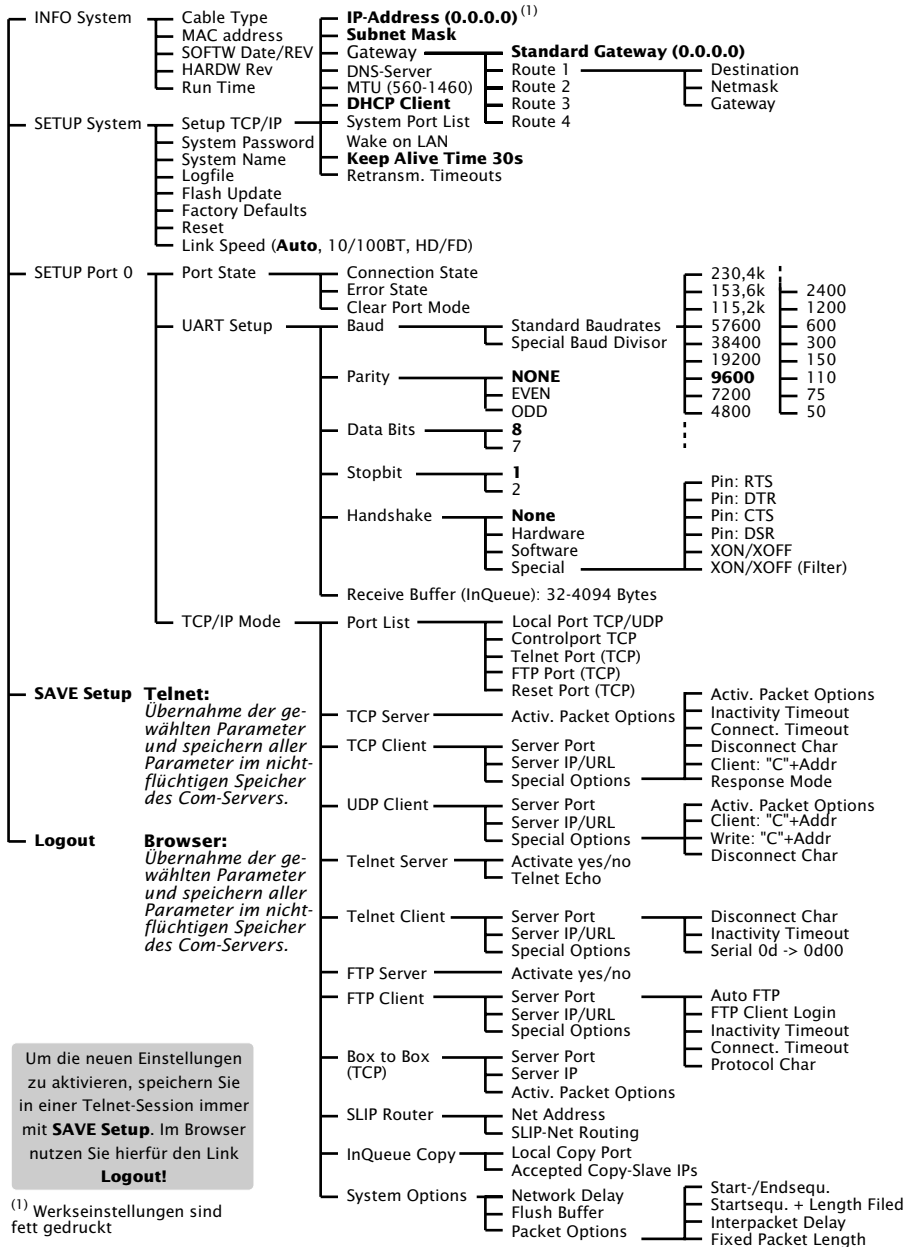 INFO System
Cable Type
MAC address
SOFTW Date/REV
HARDW Rev
Run Time
SETUP System
Setup TCP/IP
IP-Address (0.0.0.0) (1)
Subnet Mask
Gateway
Standard Gateway (0.0.0.0)
Route 1
Destination
Netmask
Gateway
Route 2
Route 3
Route 4
DNS-Server
MTU (560-1460)
DHCP Client
System Port List
Wake on LAN
Keep Alive Time 30s
Retransm. Timeouts
System Password
System Name
Logfile
Flash Update
Factory Defaults
Reset
Link Speed (Auto, 10/100BT, HD/FD)
SETUP Port 0
Port State
Connection State
Error State
Clear Port Mode
UART Setup
Baud
Standard Baudrates
230,4k
153,6k
115,2k
57600
38400
19200
9600
7200
4800
2400
1200
600
300
150
110
75
50
Special Baud Divisor
Parity
NONE
EVEN
ODD
Data Bits
8
7
Stopbit
1
2
Handshake
None
Hardware
Software
Special
Pin: RTS
Pin: DTR
Pin: CTS
Pin: DSR
XON/XOFF
XON/XOFF (Filter)
Receive Buffer (InQueue): 32-4094 Bytes
TCP/IP Mode
Port List
Local Port TCP/UDP
Controlport TCP
Telnet Port (TCP)
FTP Port (TCP)
Reset Port (TCP)
TCP Server
Activ. Packet Options
TCP Client
Server Port
Server IP/URL
Special Options
Activ. Packet Options
Inactivity Timeout
Connect. Timeout
Disconnect Char
Client: "C"+Addr
Response Mode
UDP Client
Server Port
Server IP/URL
Special Options
Activ. Packet Options
Client: "C"+Addr
Write: "C"+Addr
Disconnect Char
Telnet Server
Activate yes/no
Telnet Echo
Telnet Client
Server Port
Server IP/URL
Special Options
Disconnect Char
Inactivity Timeout
Serial 0d -> 0d00
FTP Server
Activate yes/no
FTP Client
Server Port
Server IP/URL
Special Options
Auto FTP
FTP Client Login
Inactivity Timeout
Connect. Timeout
Protocol Char
Box to Box
(TCP)
Server Port
Server IP
Activ. Packet Options
SLIP Router
Net Address
SLIP-Net Routing
InQueue Copy
Local Copy Port
Accepted Copy-Slave IPs
System Options
Network Delay
Flush Buffer
Packet Options
Start-/Endsequ.
Startsequ. + Length Filed
Interpacket Delay
Fixed Packet Length
SAVE Setup
Telnet:
Übernahme der ge-
wählten Parameter
und speichern aller
Parameter im nicht-
flüchtigen Speicher
des Com-Servers.
Logout
Browser:
Übernahme der ge-
wählten Parameter
und speichern aller
Parameter im nicht-
flüchtigen Speicher
des Com-Servers.
Um die neuen Einstellungen
zu aktivieren, speichern Sie
in einer Telnet-Session immer
mit SAVE Setup. Im Browser
nutzen Sie hierfür den Link
Logout!
(1) Werkseinstellungen sind
fett gedruckt